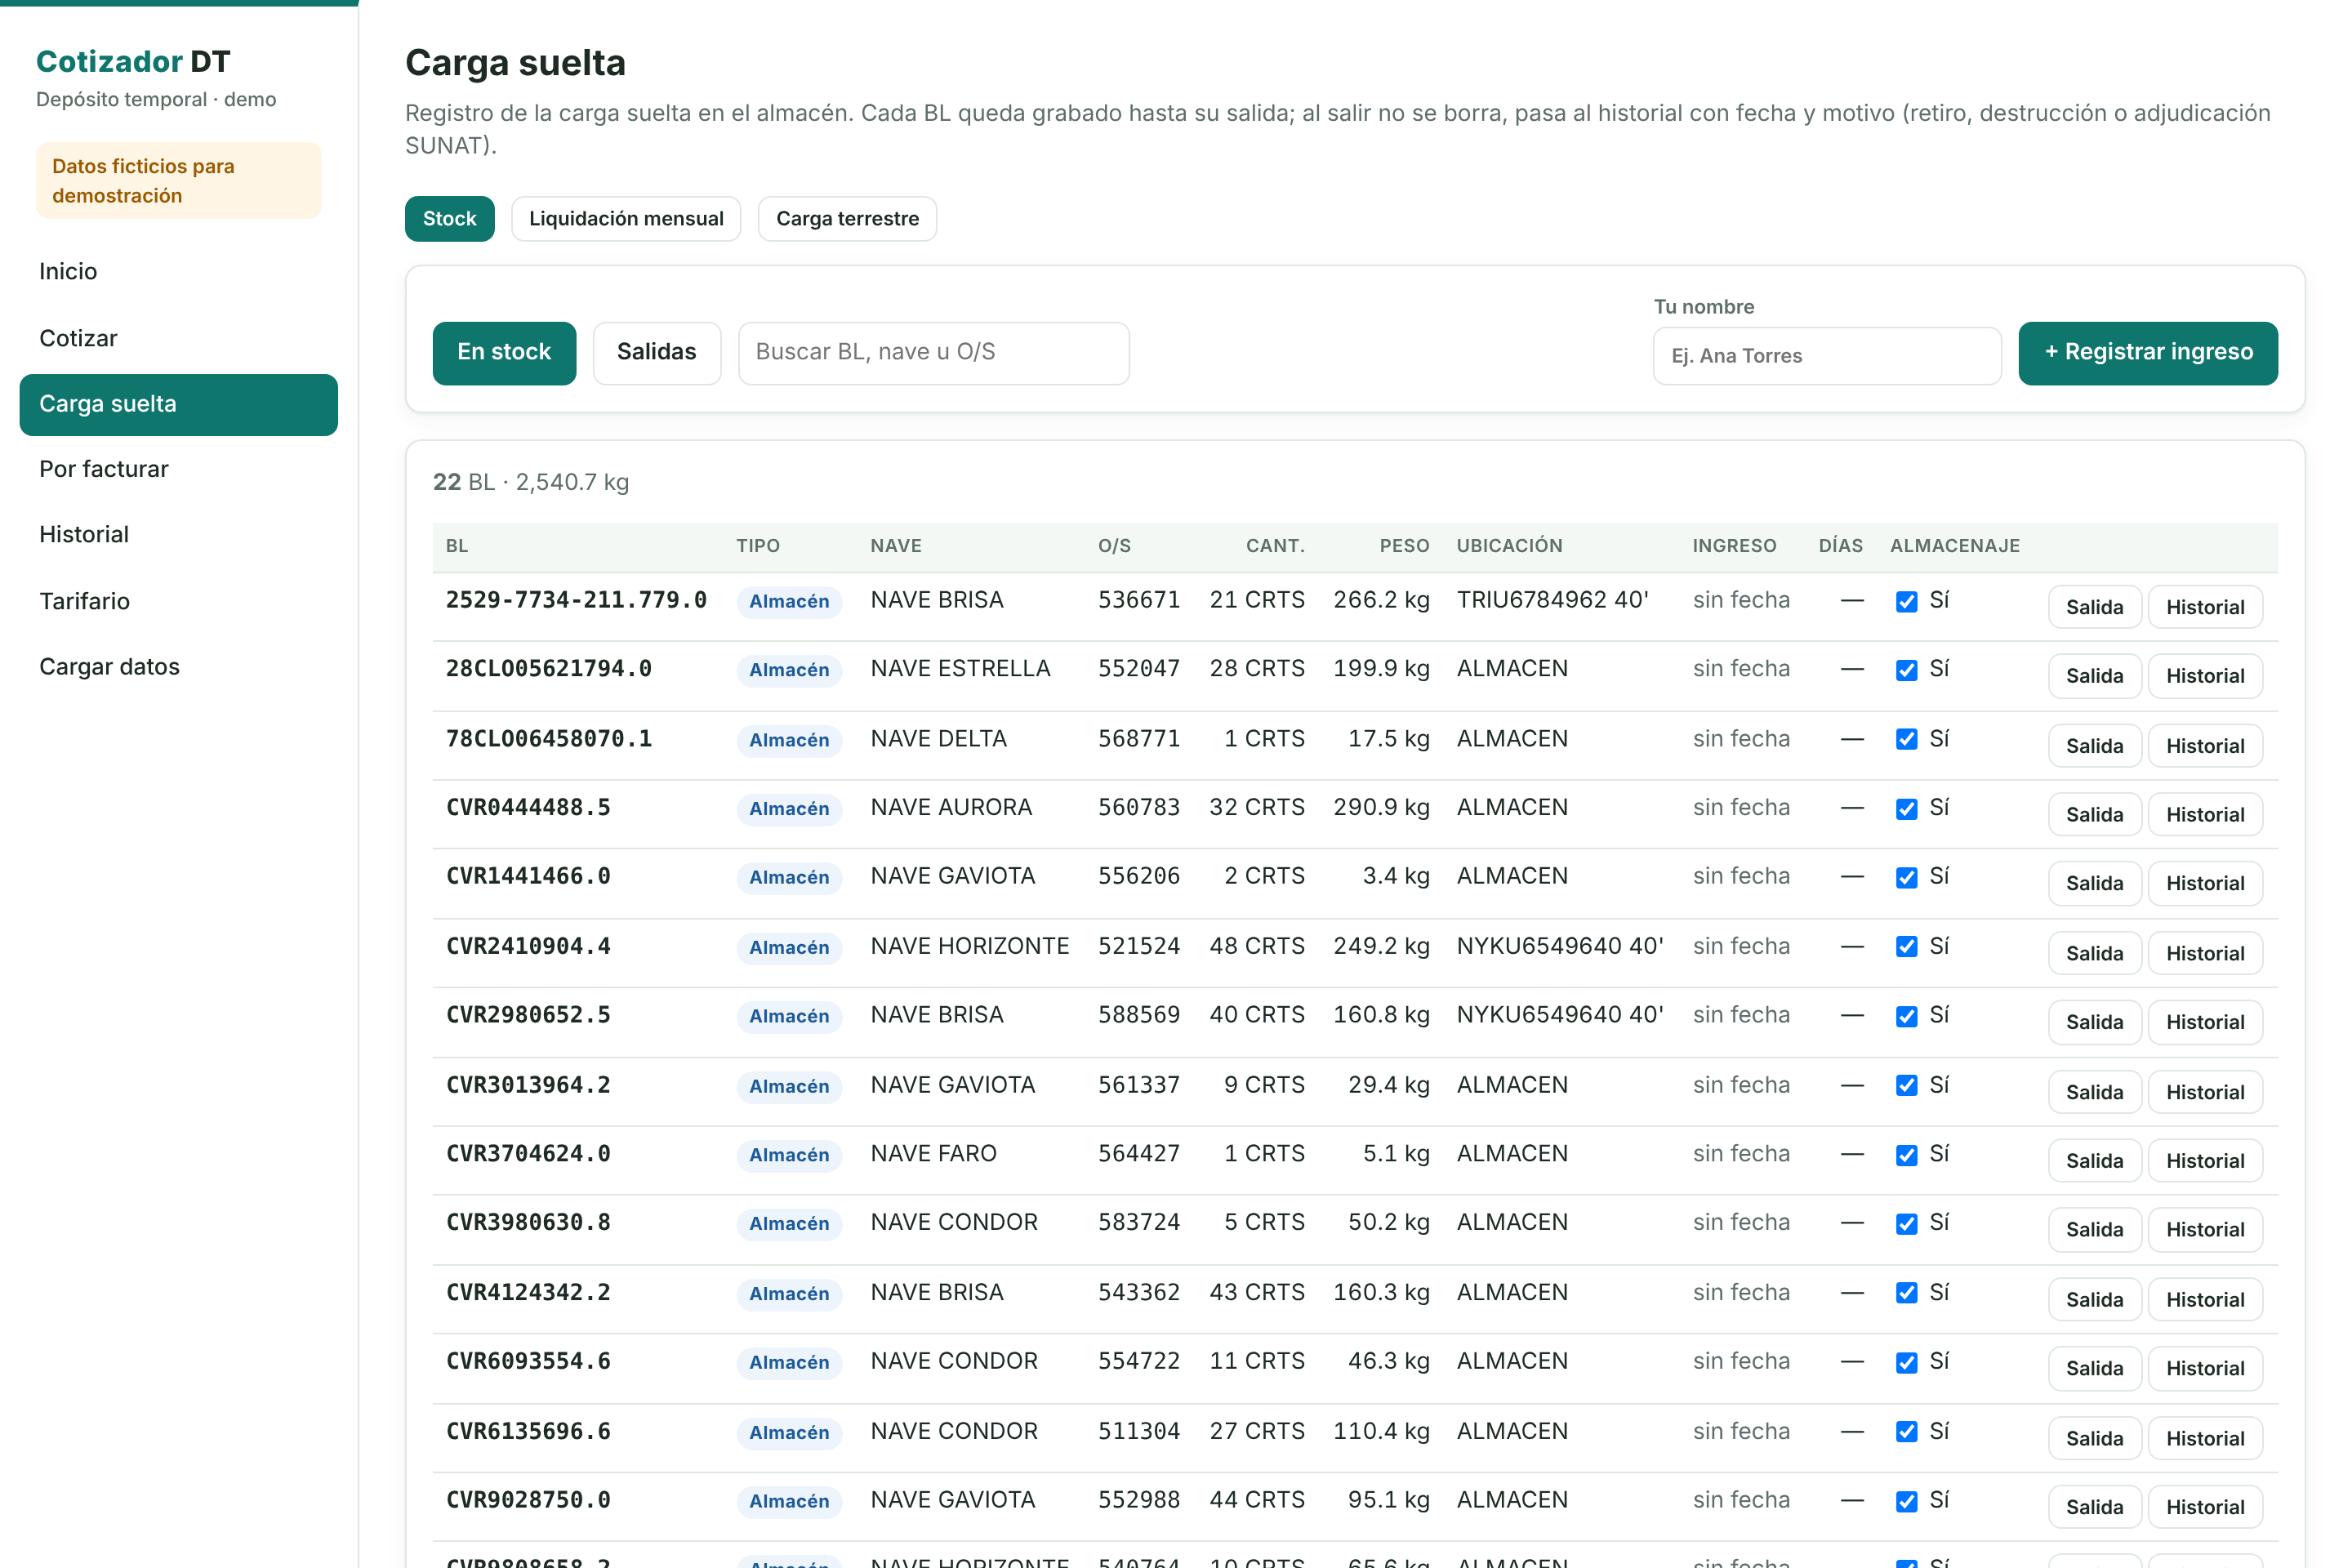 Cotizador DT
Depósito temporal · demo
Datos ficticios para
demostración
Inicio
Cotizar
Carga suelta
Por facturar
Historial
Tarifario
Cargar datos
Carga suelta
Registro de la carga suelta en el almacén. Cada BL queda grabado hasta su salida; al salir no se borra, pasa al historial con fecha y motivo (retiro, destrucción o adjudicación
SUNAT).
Stock Liquidación mensual Carga terrestre
Tu nombre
En stock Salidas Buscar BL, nave u O/S Ej. Ana Torres + Registrar ingreso
22 BL · 2,540.7 kg
BL TIPO NAVE O/S CANT. PESO UBICACIÓN INGRESO DÍAS ALMACENAJE
2529-7734-211.779.0 Almacén NAVE BRISA 536671 21 CRTS 266.2 kg TRIU6784962 40' sin fecha — Sí Salida Historial
28CLO05621794.0 Almacén NAVE ESTRELLA 552047 28 CRTS 199.9 kg ALMACEN sin fecha — Sí Salida Historial
78CLO06458070.1 Almacén NAVE DELTA 568771 1 CRTS 17.5 kg ALMACEN sin fecha — Sí Salida Historial
CVR0444488.5 Almacén NAVE AURORA 560783 32 CRTS 290.9 kg ALMACEN sin fecha — Sí Salida Historial
CVR1441466.0 Almacén NAVE GAVIOTA 556206 2 CRTS 3.4 kg ALMACEN sin fecha — Sí Salida Historial
CVR2410904.4 Almacén NAVE HORIZONTE 521524 48 CRTS 249.2 kg NYKU6549640 40' sin fecha — Sí Salida Historial
CVR2980652.5 Almacén NAVE BRISA 588569 40 CRTS 160.8 kg NYKU6549640 40' sin fecha — Sí Salida Historial
CVR3013964.2 Almacén NAVE GAVIOTA 561337 9 CRTS 29.4 kg ALMACEN sin fecha — Sí Salida Historial
CVR3704624.0 Almacén NAVE FARO 564427 1 CRTS 5.1 kg ALMACEN sin fecha — Sí Salida Historial
CVR3980630.8 Almacén NAVE CONDOR 583724 5 CRTS 50.2 kg ALMACEN sin fecha — Sí Salida Historial
CVR4124342.2 Almacén NAVE BRISA 543362 43 CRTS 160.3 kg ALMACEN sin fecha — Sí Salida Historial
CVR6093554.6 Almacén NAVE CONDOR 554722 11 CRTS 46.3 kg ALMACEN sin fecha — Sí Salida Historial
CVR6135696.6 Almacén NAVE CONDOR 511304 27 CRTS 110.4 kg ALMACEN sin fecha — Sí Salida Historial
CVR9028750.0 Almacén NAVE GAVIOTA 552988 44 CRTS 95.1 kg ALMACEN sin fecha — Sí Salida Historial
NAVE HORIZONTE ALMACEN sin fecha